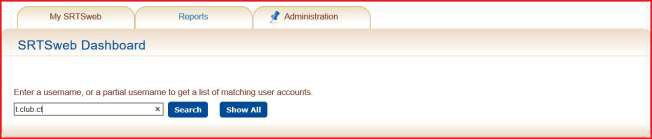 My SRTSweb
Reports
Administration
SRTSweb Dashboard
Enter a username, or a partial username to get a list of matching user accounts.
t.club.ct
Search
Show All